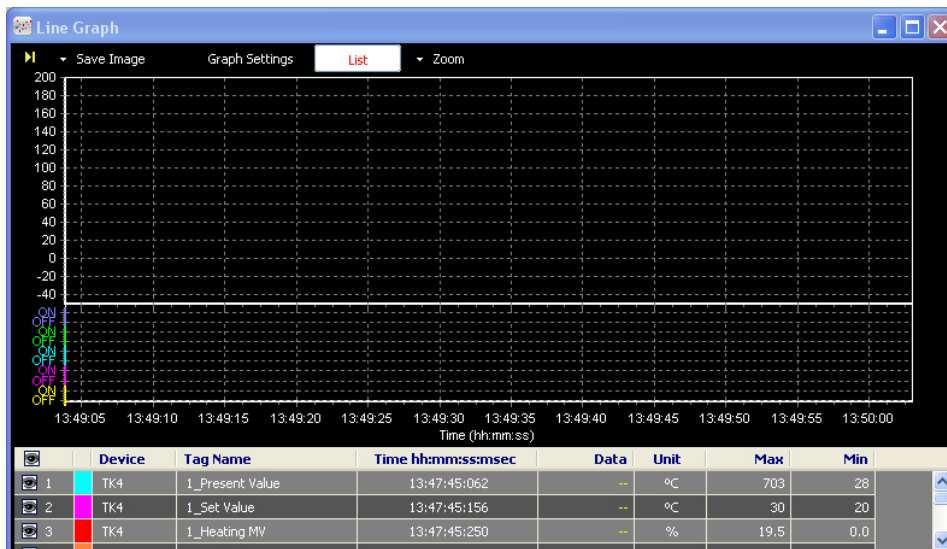 Line Graph
Save Image Graph Settings List Zoom
200
180
160
140
120
100
80
60
40
20
0
-20
-40
ON
OFF
ON
OFF
ON
OFF
ON
OFF
ON
OFF
13:49:05 13:49:10 13:49:15 13:49:20 13:49:25 13:49:30 13:49:35 13:49:40 13:49:45 13:49:50 13:49:55 13:50:00
Time (hh:mm:ss)
Device Tag Name Time hh:mm:ss:msec Data Unit Max Min
1 TK4 1_Present Value 13:47:45:062 -- ºC 703 28
2 TK4 1_Set Value 13:47:45:156 -- ºC 30 20
3 TK4 1_Heating MV 13:47:45:250 -- % 19.5 0.0